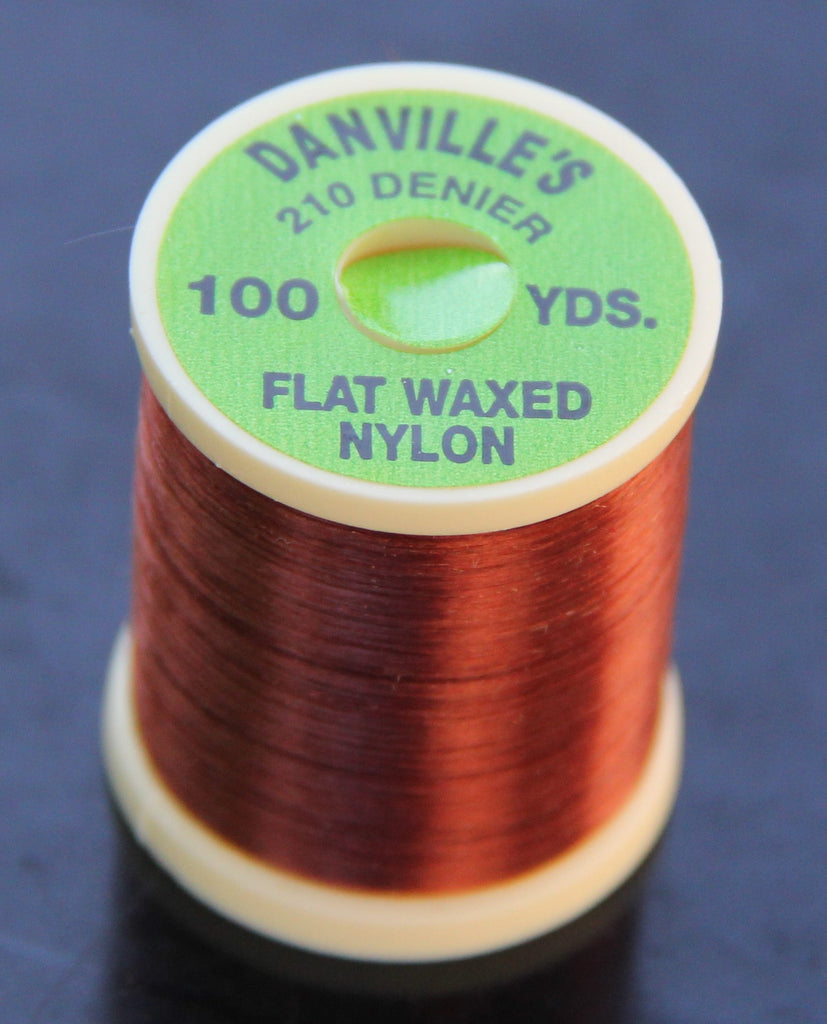 DANVILLE'S
210 DENIER
100 YDS.
FLAT WAXED
NYLON